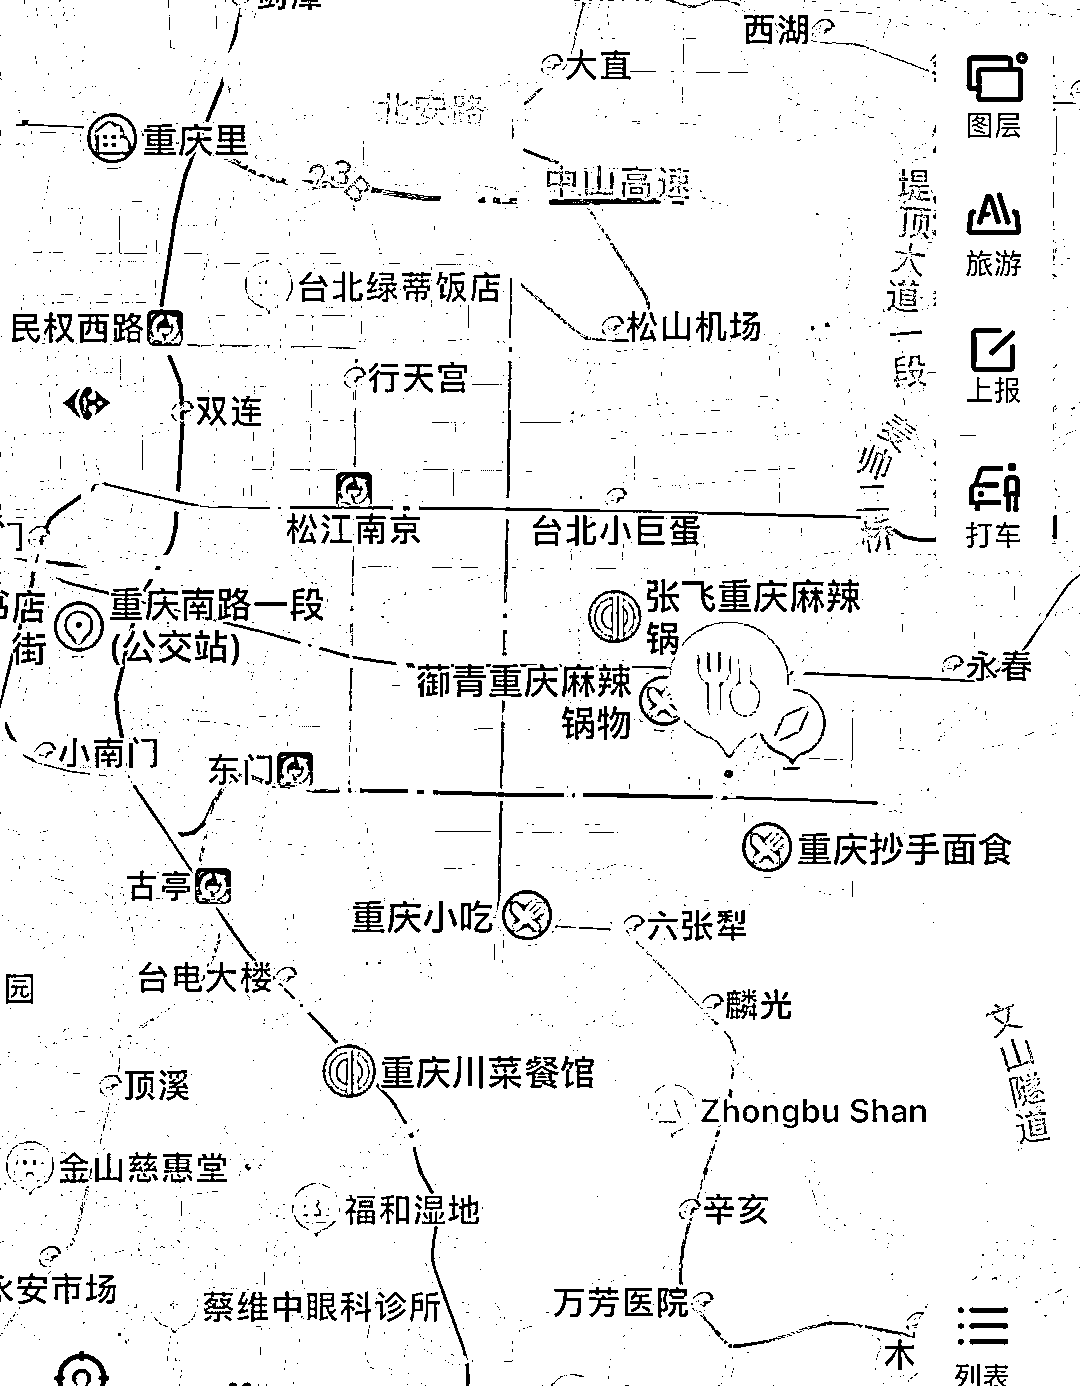 西湖
大直
北安路
图层
重庆里
23
中山高速
堤顶大道一段
旅游
台北绿蒂饭店
民权西路
松山机场
行天宫
上报
双连
松江南京
台北小巨蛋
打车
张飞重庆麻辣
锅
重庆南路一段
(公交站)
店
街
御青重庆麻辣
锅物
永春
小南门
东门
重庆抄手面食
古亭
重庆小吃
六张犁
台电大楼
园
麟光
文山隧道
重庆川菜餐馆
顶溪
Zhongbu Shan
金山慈惠堂
福和湿地
辛亥
永安市场
蔡维中眼科诊所
万芳医院
木
列表